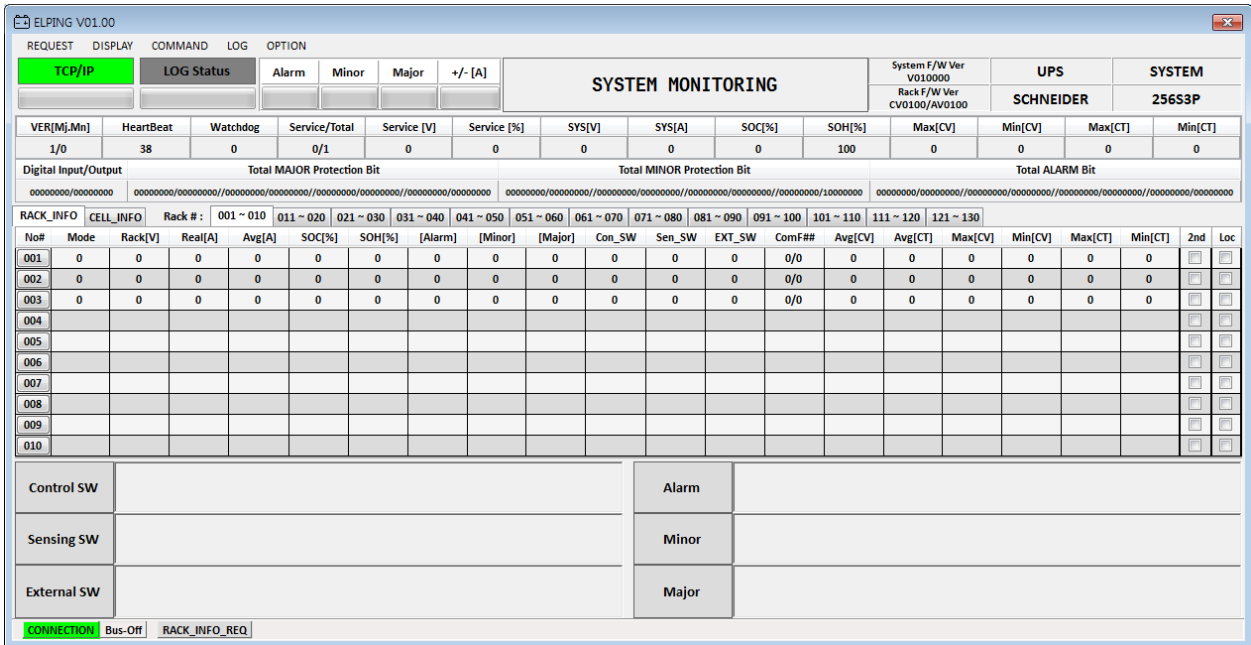 ELPING V01.00
REQUEST DISPLAY COMMAND LOG OPTION
TCP/IP LOG Status Alarm Minor Major +/- [A] SYSTEM MONITORING System F/W Ver V010000 UPS SYSTEM
Rack F/W Ver CV0100/AV0100 SCHNEIDER 256S3P
VER[Mj.Mn] HeartBeat Watchdog Service/Total Service [V] Service [%] SYS[V] SYS[A] SOC[%] SOH[%] Max[CV] Min[CV] Max[CT] Min[CT]
1/0 38 0 0/1 0 0 0 0 0 100 0 0 0 0
Digital Input/Output Total MAJOR Protection Bit Total MINOR Protection Bit Total ALARM Bit
00000000/00000000 00000000/00000000//00000000/00000000//00000000/00000000//00000000/00000000 00000000/00000000//00000000/00000000//00000000/00000000//00000000/10000000 00000000/00000000//00000000/00000000//00000000/00000000//00000000/00000000
RACK_INFO CELL_INFO Rack # : 001 ~ 010 011 ~ 020 021 ~ 030 031 ~ 040 041 ~ 050 051 ~ 060 061 ~ 070 071 ~ 080 081 ~ 090 091 ~ 100 101 ~ 110 111 ~ 120 121 ~ 130
No# Mode Rack[V] Real[A] Avg[A] SOC[%] SOH[%] [Alarm] [Minor] [Major] Con_SW Sen_SW EXT_SW ComF## Avg[CV] Avg[CT] Max[CV] Min[CV] Max[CT] Min[CT] 2nd Loc
001 0 0 0 0 0 0 0 0 0 0 0 0 0/0 0 0 0 0 0 0
002 0 0 0 0 0 0 0 0 0 0 0 0 0/0 0 0 0 0 0 0
003 0 0 0 0 0 0 0 0 0 0 0 0 0/0 0 0 0 0 0 0
004
005
006
007
008
009
010
Control SW Alarm
Sensing SW Minor
External SW Major
CONNECTION Bus-Off RACK_INFO_REQ